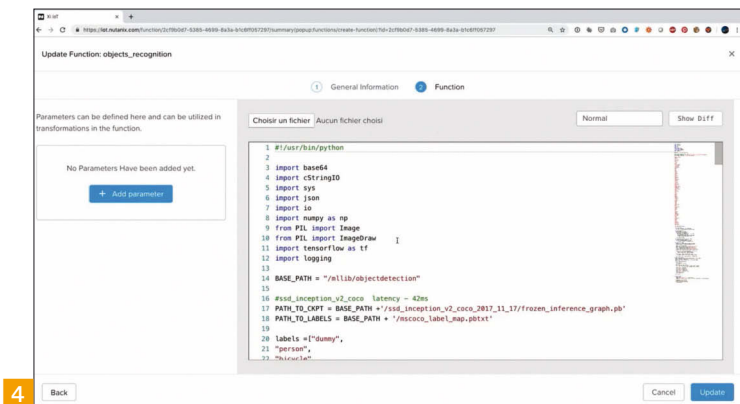 Xi IoT
https://iot.nutanix.com/function/2cf9b0d7-5385-4699-8a3a-b1c6f1057297/summary/popup:functions/create-function/?id=2cf9b0d7-5385-4699-8a3a-b1c6f1057297
Update Function: objects_recognition
1 General Information 2 Function
Parameters can be defined here and can be utilized in
transformations in the function.
No Parameters Have been added yet.
+ Add parameter
Choisir un fichier Aucun fichier choisi
Normal
Show Diff
1 #!/usr/bin/python
2
3 import base64
4 import cStringIO
5 import sys
6 import json
7 import io
8 import numpy as np
9 from PIL import Image
10 from PIL import ImageDraw
11 import tensorflow as tf
12 import logging
13
14 BASE_PATH = "/mllib/objectdetection"
15
16 #ssd_inception_v2_coco latency ~ 42ms
17 PATH_TO_CKPT = BASE_PATH +'/ssd_inception_v2_coco_2017_11_17/frozen_inference_graph.pb'
18 PATH_TO_LABELS = BASE_PATH + '/mscoco_label_map.pbtxt'
19
20 labels =["dummy",
21 "person",
22 "bicycle"
4
Back
Cancel
Update